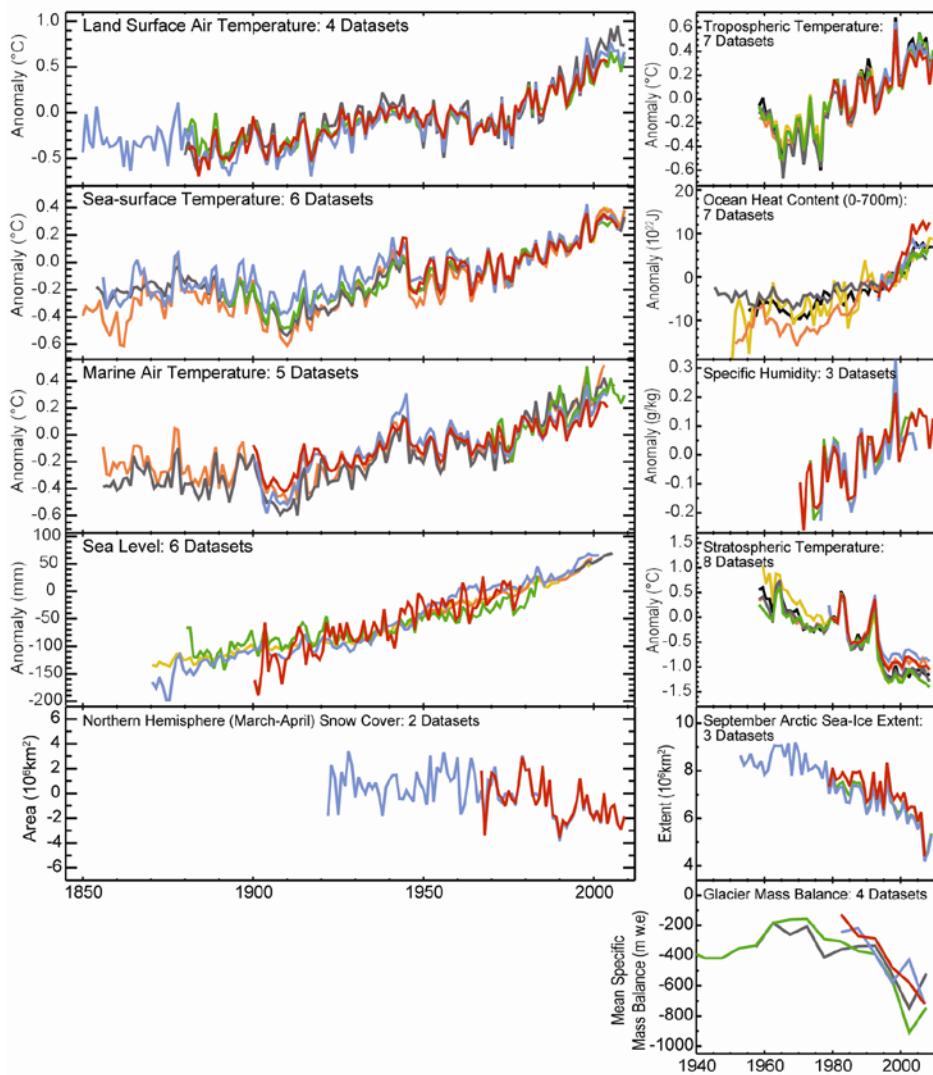 Land Surface Air Temperature: 4 Datasets
Anomaly (°C)
1.0
0.5
0.0
-0.5
Sea-surface Temperature: 6 Datasets
Anomaly (°C)
0.4
0.2
-0.0
-0.2
-0.4
-0.6
Marine Air Temperature: 5 Datasets
Anomaly (°C)
0.4
0.2
-0.0
-0.2
-0.4
-0.6
Sea Level: 6 Datasets
Anomaly (mm)
100
50
0
-50
-100
-150
-200
Northern Hemisphere (March-April) Snow Cover: 2 Datasets
Area (10⁶km²)
6
4
2
0
-2
-4
-6
1850
1900
1950
2000
Tropospheric Temperature:
7 Datasets
Anomaly (°C)
0.6
0.4
0.2
0.0
-0.2
-0.4
-0.6
Ocean Heat Content (0-700m):
7 Datasets
Anomaly (10²²J)
20
10
0
-10
Specific Humidity: 3 Datasets
Anomaly (g/kg)
0.3
0.2
0.1
0.0
-0.1
-0.2
Stratospheric Temperature:
8 Datasets
Anomaly (°C)
1.5
1.0
0.5
0.0
-0.5
-1.0
-1.5
September Arctic Sea-Ice Extent:
3 Datasets
Extent (10⁶km²)
10
8
6
4
Glacier Mass Balance: 4 Datasets
Mean Specific
Mass Balance (m w.e)
0
-200
-400
-600
-800
-1000
1940
1960
1980
2000